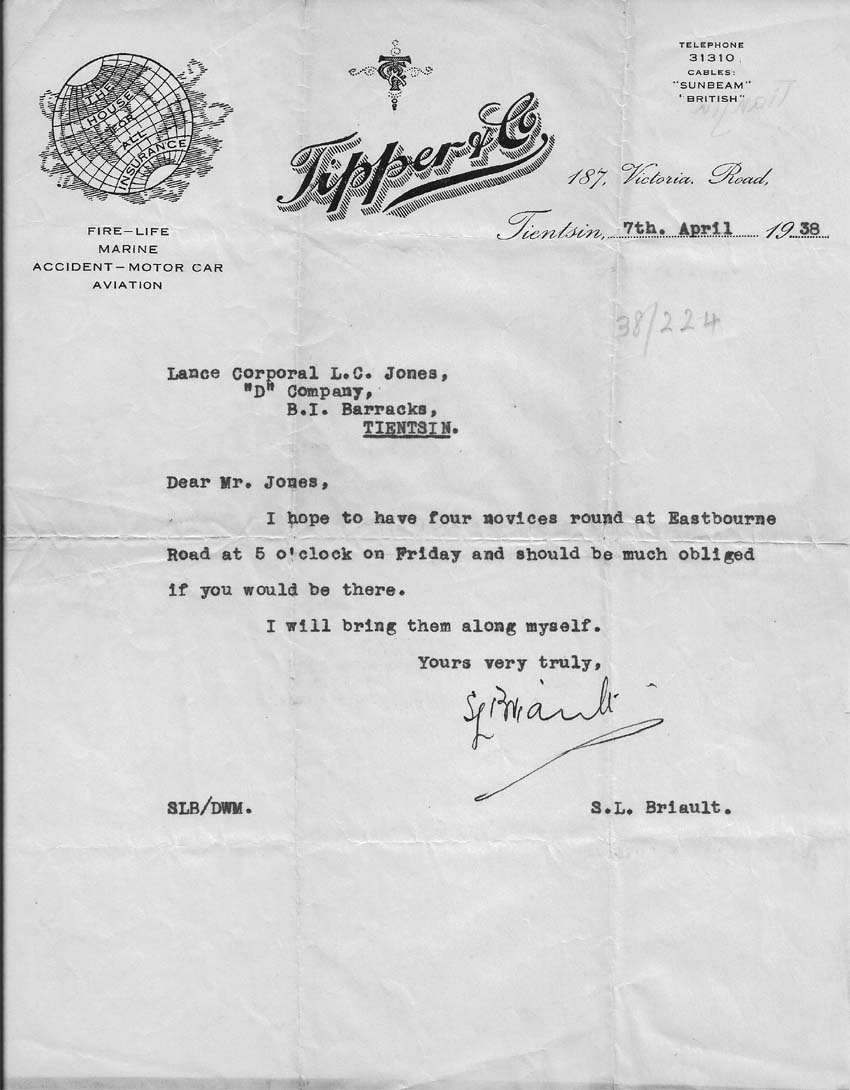 THE
HOUSE
FOR
ALL
INSURANCE
FIRE—LIFE
MARINE
ACCIDENT—MOTOR CAR
AVIATION
Tipper & Co,
TELEPHONE
31310
CABLES:
"SUNBEAM"
"BRITISH"
187, Victoria. Road,
Tientsin, 7th. April 1938
38/224
Lance Corporal L.C. Jones,
"D" Company,
B.I. Barracks,
TIENTSIN.
Dear Mr. Jones,
I hope to have four novices round at Eastbourne
Road at 5 o'clock on Friday and should be much obliged
if you would be there.
I will bring them along myself.
Yours very truly,
SLBriault
SLB/DWM.
S.L. Briault.